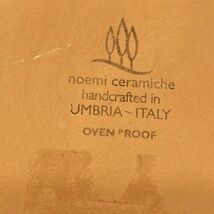 noemi ceramiche
handcrafted in
UMBRIA ~ ITALY
OVEN PROOF